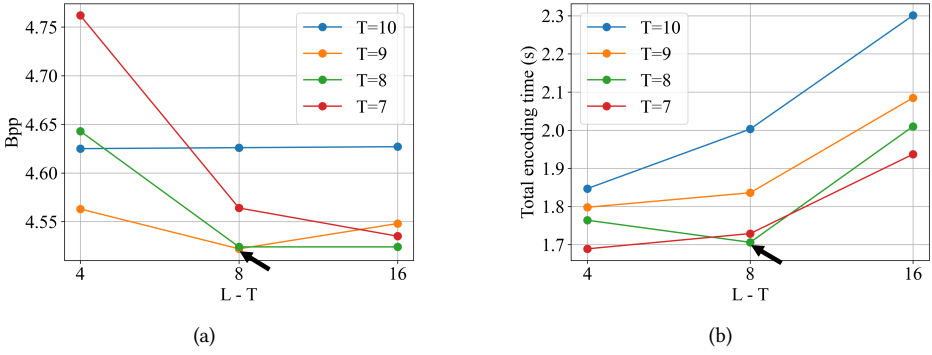 4.75
4.70
4.65
4.60
4.55
Bpp
4
8
16
L - T
T=10
T=9
T=8
T=7
(a)
2.3
2.2
2.1
2.0
1.9
1.8
1.7
Total encoding time (s)
4
8
16
L - T
T=10
T=9
T=8
T=7
(b)